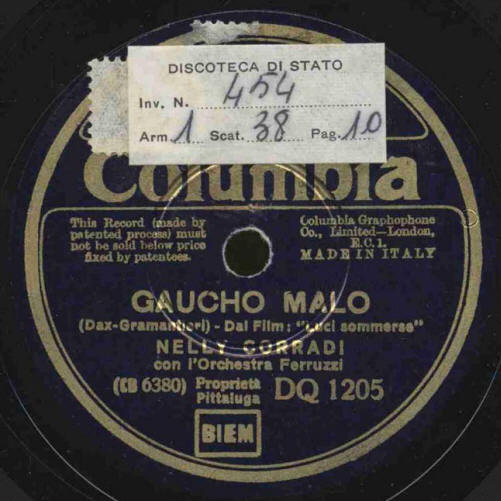 DISCOTECA DI STATO
Inv. N. 454
Arm 1 Scat. 38 Pag. 10
Columbia
This Record (made by
patented process) must
not be sold below price
fixed by patentees.
Columbia Graphophone
Co., Limited—London,
E.C.1.
MADE IN ITALY
GAUCHO MALO
(Dax-Gramantieri) - Dal Film: "Luci sommerse"
NELLY CORRADI
con l'Orchestra Ferruzzi
(CB 6380) Proprietà
Pittaluga
DQ 1205
BIEM